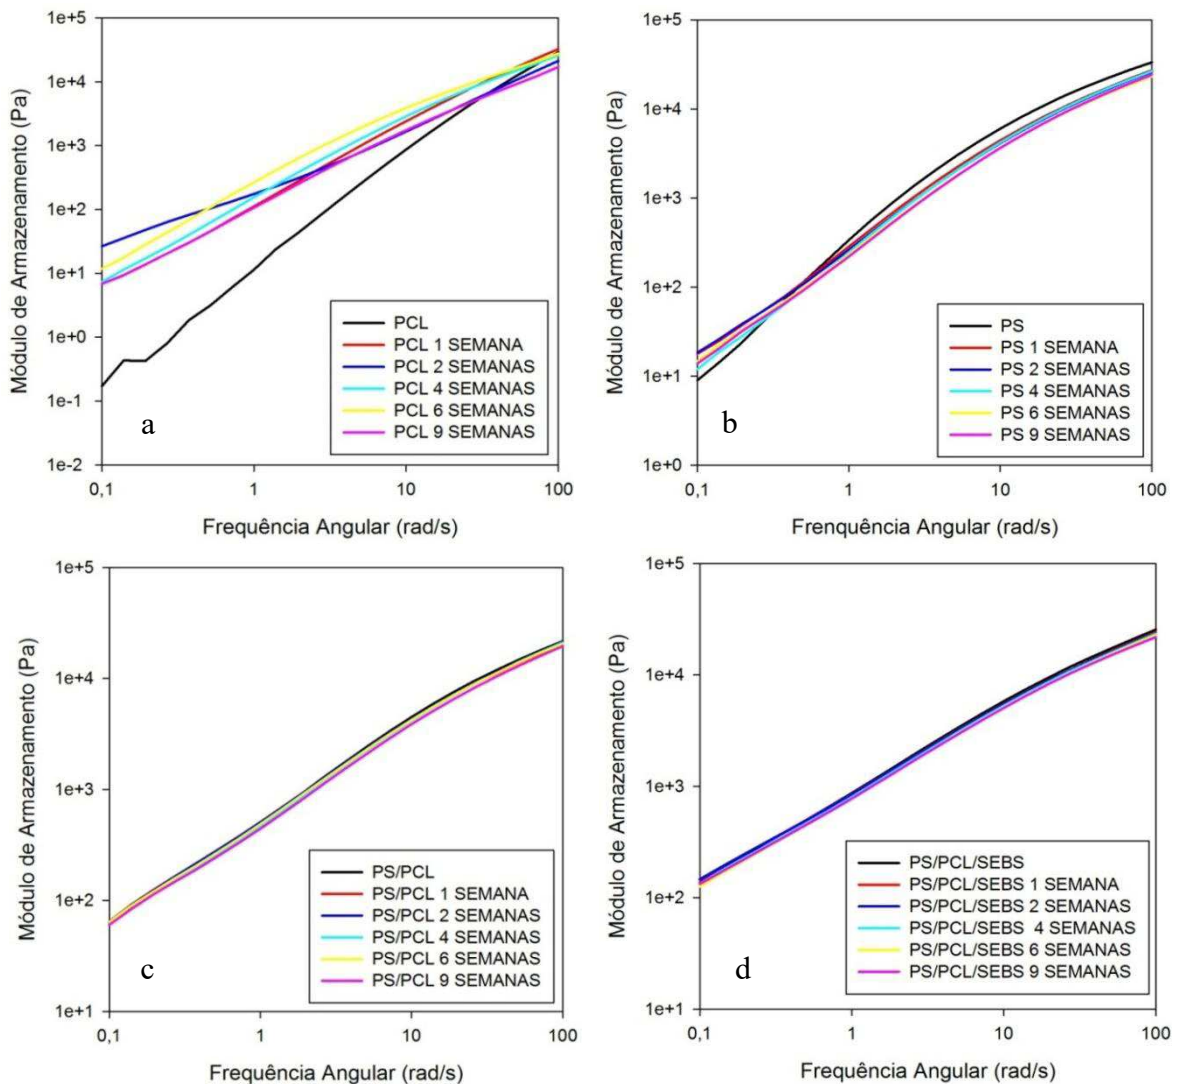 1e+5
1e+4
1e+3
1e+2
1e+1
1e+0
1e-1
1e-2
Módulo de Armazenamento (Pa)
PCL
PCL 1 SEMANA
PCL 2 SEMANAS
PCL 4 SEMANAS
PCL 6 SEMANAS
PCL 9 SEMANAS
a
0,1 1 10 100
Frequência Angular (rad/s)
1e+5
1e+4
1e+3
1e+2
1e+1
1e+0
Módulo de Armazenamento (Pa)
PS
PS 1 SEMANA
PS 2 SEMANAS
PS 4 SEMANAS
PS 6 SEMANAS
PS 9 SEMANAS
b
0,1 1 10 100
Frenquência Angular (rad/s)
1e+5
1e+4
1e+3
1e+2
1e+1
Módulo de Armazenamento (Pa)
PS/PCL
PS/PCL 1 SEMANA
PS/PCL 2 SEMANAS
PS/PCL 4 SEMANAS
PS/PCL 6 SEMANAS
PS/PCL 9 SEMANAS
c
0,1 1 10 100
Frequência Angular (rad/s)
1e+5
1e+4
1e+3
1e+2
1e+1
Módulo de Amazenamento (Pa)
PS/PCL/SEBS
PS/PCL/SEBS 1 SEMANA
PS/PCL/SEBS 2 SEMANAS
PS/PCL/SEBS 4 SEMANAS
PS/PCL/SEBS 6 SEMANAS
PS/PCL/SEBS 9 SEMANAS
d
0,1 1 10 100
Frequência Angular (rad/s)